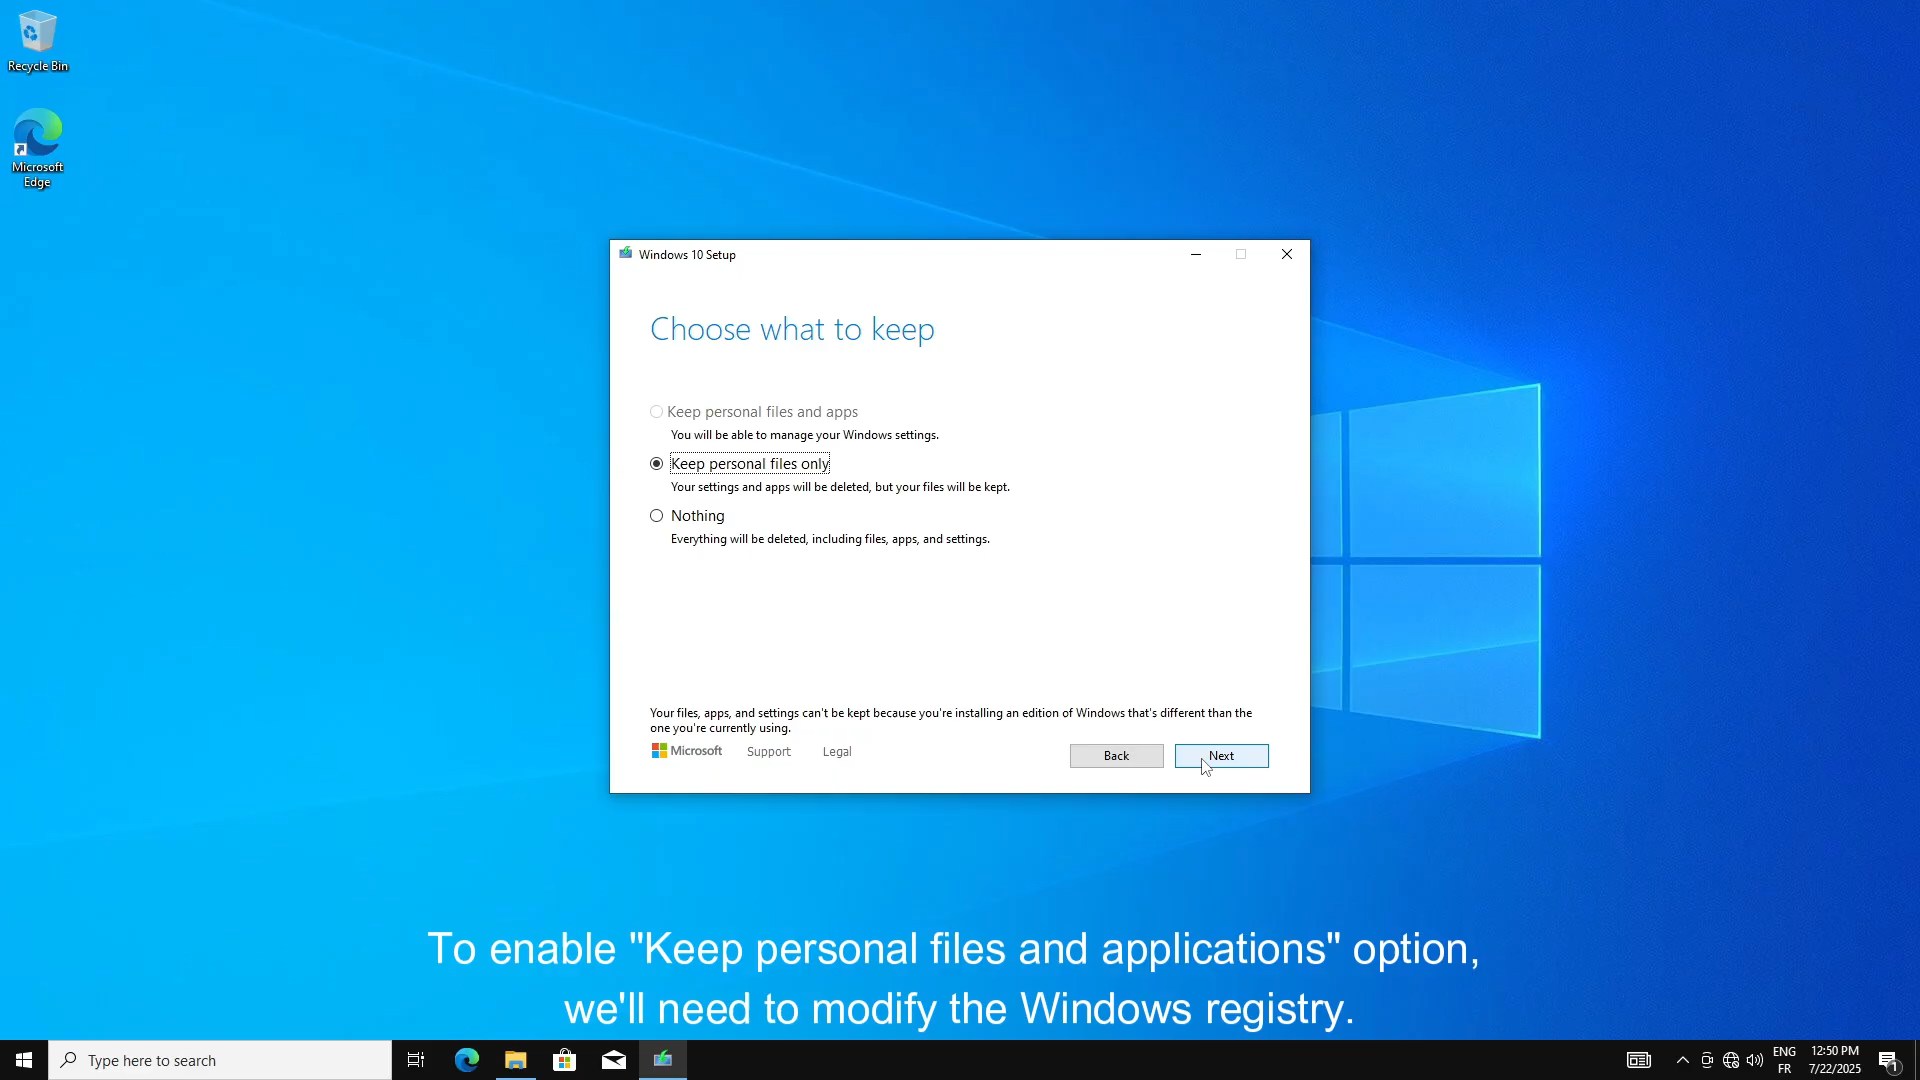 Recycle Bin
Microsoft
Edge
Windows 10 Setup
Choose what to keep
Keep personal files and apps
You will be able to manage your Windows settings.
Keep personal files only
Your settings and apps will be deleted, but your files will be kept.
Nothing
Everything will be deleted, including files, apps, and settings.
Your files, apps, and settings can't be kept because you're installing an edition of Windows that's different than the
one you're currently using.
Microsoft Support Legal
Back Next
To enable "Keep personal files and applications" option,
we'll need to modify the Windows registry.
Type here to search
ENG
FR
12:50 PM
7/22/2025
1